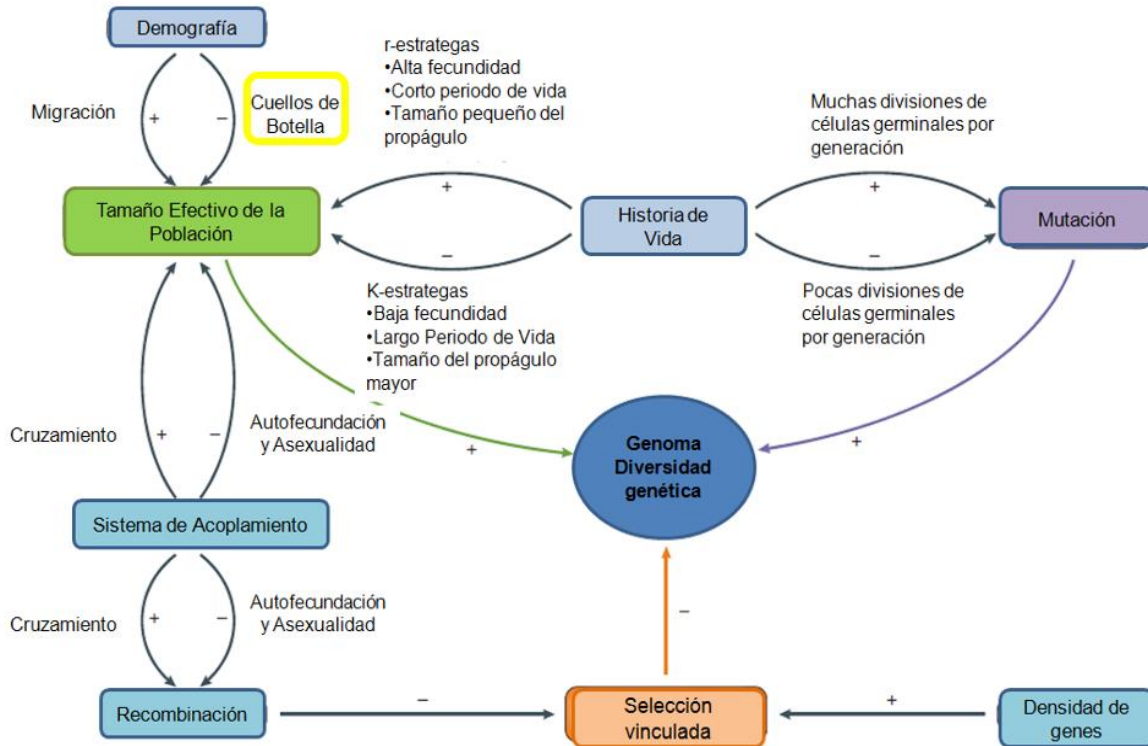 Demografía
Migración
+
–
Cuellos de
Botella
r-estrategas
•Alta fecundidad
•Corto periodo de vida
•Tamaño pequeño del
propágulo
Muchas divisiones de
células germinales por
generación
+
+
Tamaño Efectivo de la
Población
Historia de
Vida
Mutación
–
–
K-estrategas
•Baja fecundidad
•Largo Periodo de Vida
•Tamaño del propágulo
mayor
Pocas divisiones de
células germinales
por generación
Cruzamiento
+
–
Autofecundación
y Asexualidad
+
Genoma
Diversidad
genética
+
Sistema de Acoplamiento
Cruzamiento
+
–
Autofecundación
y Asexualidad
–
Recombinación
–
Selección
vinculada
+
Densidad de
genes